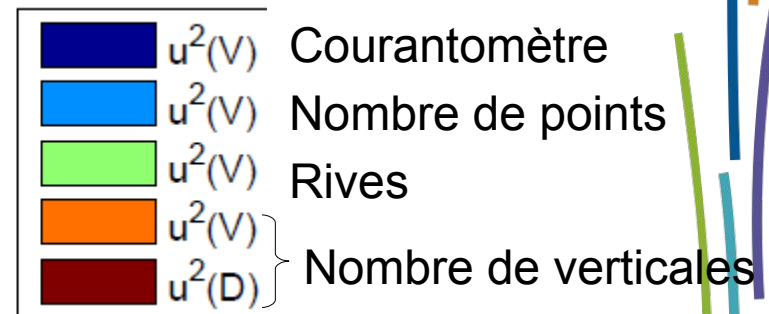 u²(V) Courantomètre
u²(V) Nombre de points
u²(V) Rives
u²(V)
u²(D) Nombre de verticales